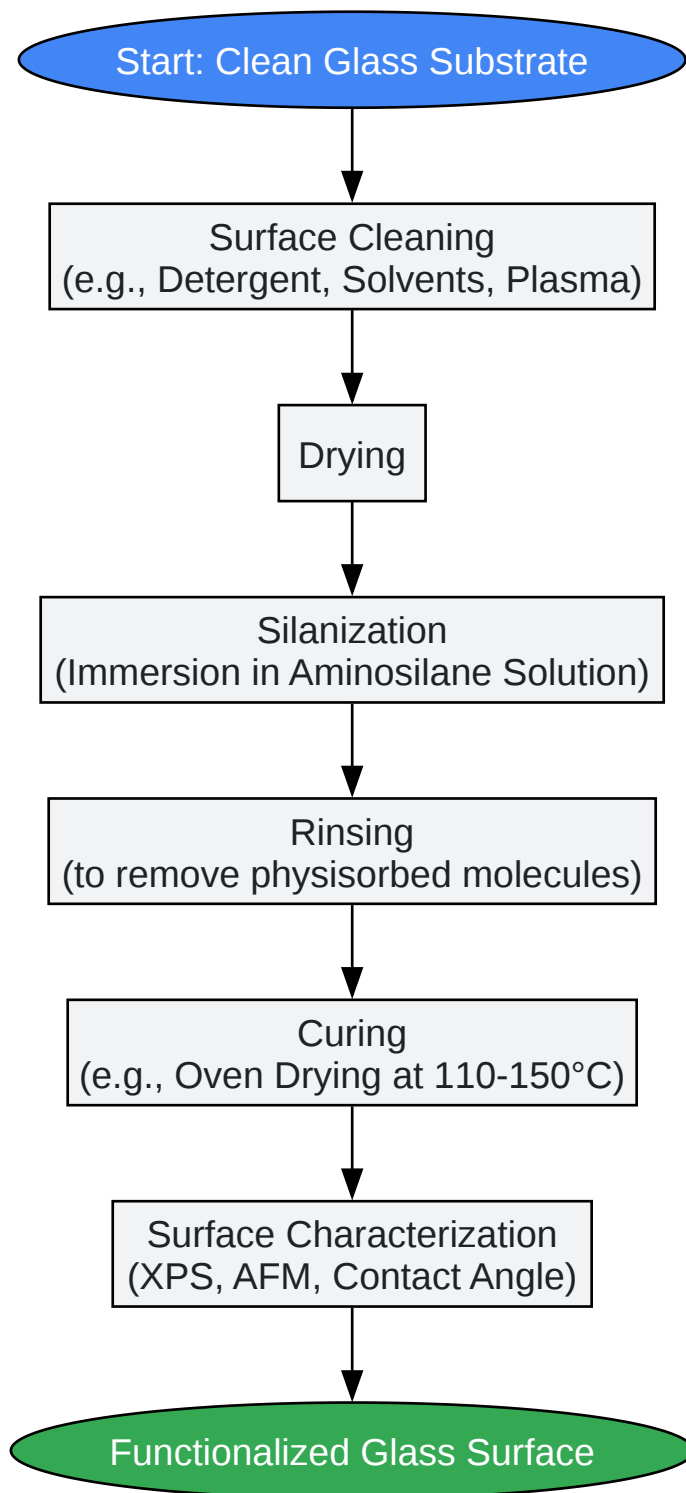 Start: Clean Glass Substrate
Surface Cleaning
(e.g., Detergent, Solvents, Plasma)
Drying
Silanization
(Immersion in Aminosilane Solution)
Rinsing
(to remove physisorbed molecules)
Curing
(e.g., Oven Drying at 110-150°C)
Surface Characterization
(XPS, AFM, Contact Angle)
Functionalized Glass Surface